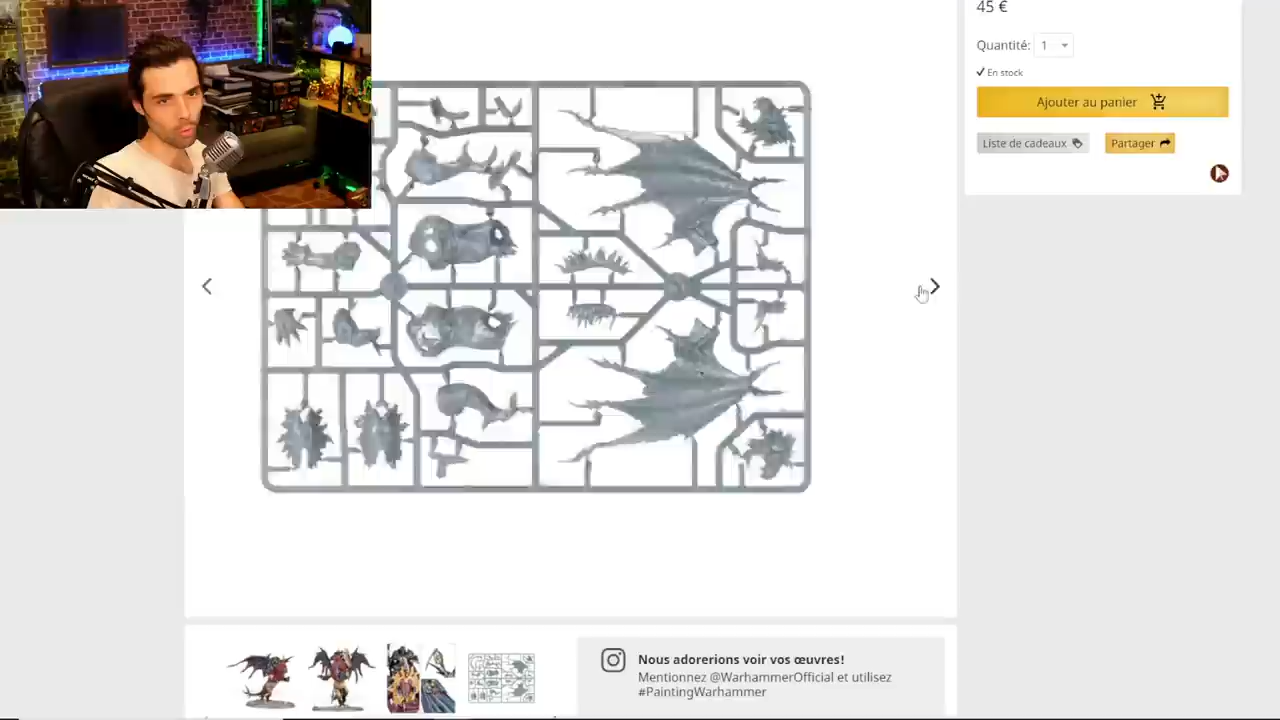 45 €
Quantité: 1
En stock
Ajouter au panier
Liste de cadeaux
Partager
Nous adorerions voir vos œuvres!
Mentionnez @WarhammerOfficial et utilisez
#PaintingWarhammer